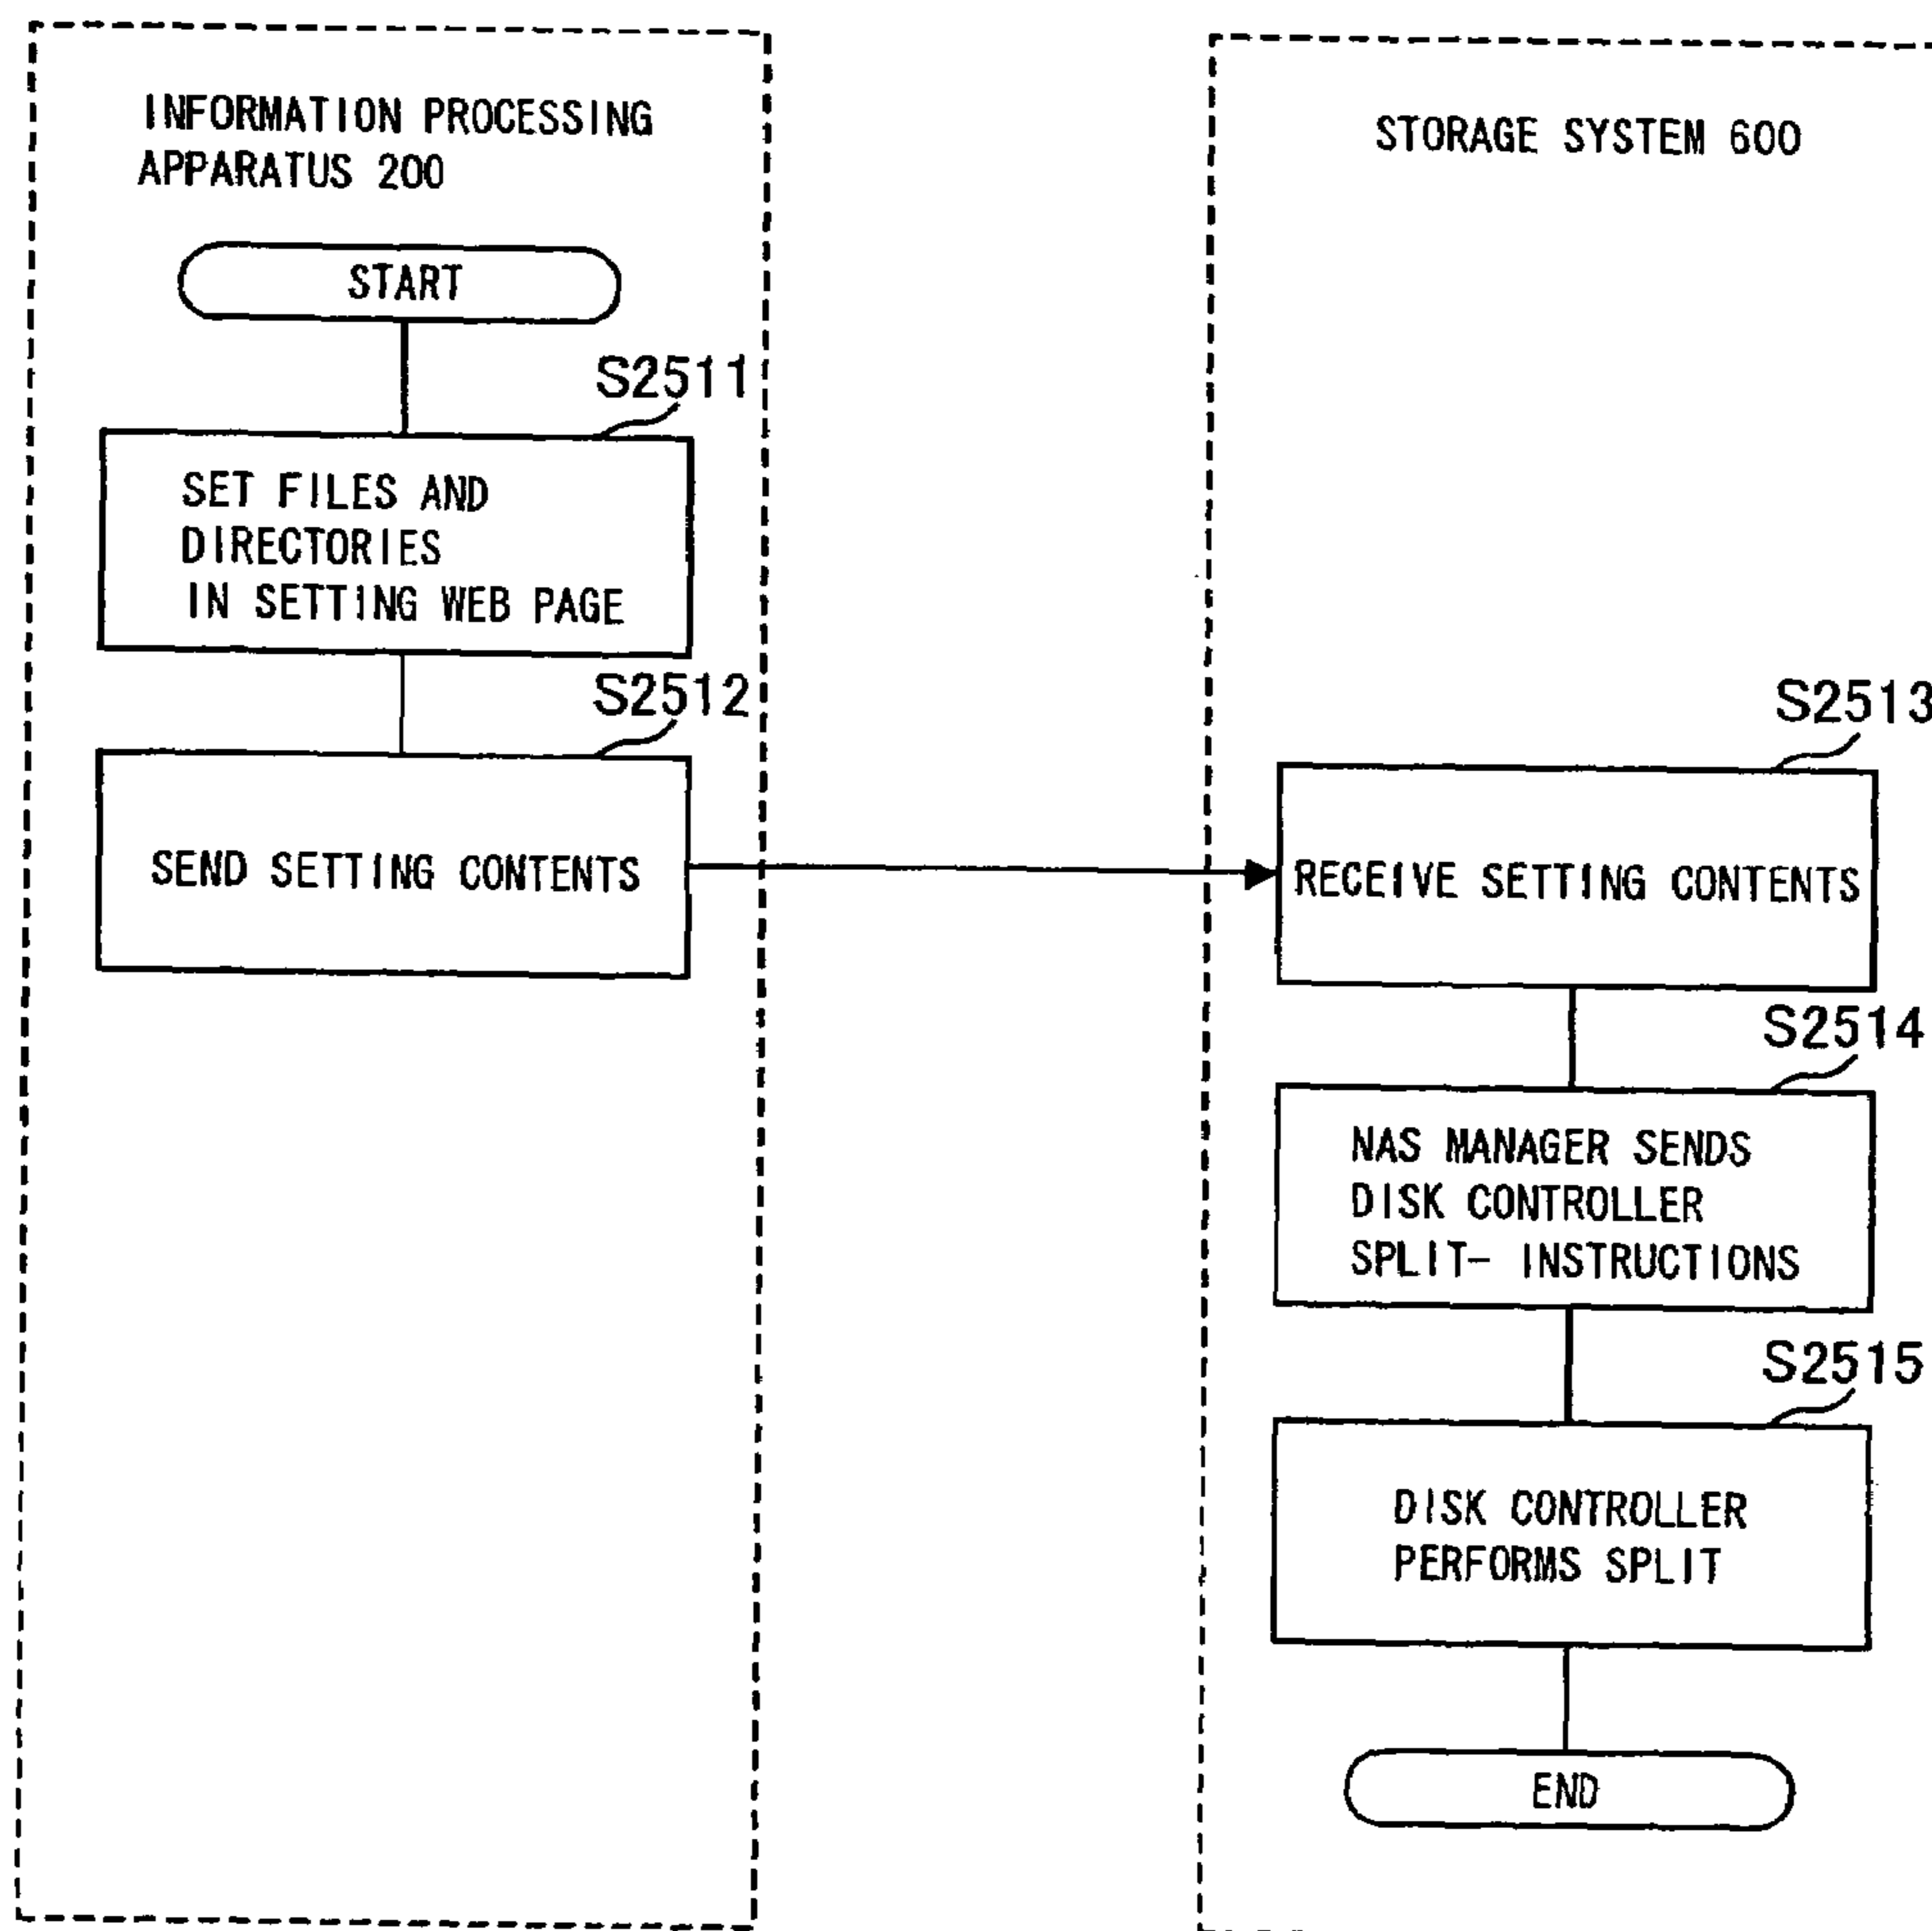 INFORMATION PROCESSING
APPARATUS 200
START
S2511
SET FILES AND
DIRECTORIES
IN SETTING WEB PAGE
S2512
SEND SETTING CONTENTS
STORAGE SYSTEM 600
S2513
RECEIVE SETTING CONTENTS
S2514
NAS MANAGER SENDS
DISK CONTROLLER
SPLIT- INSTRUCTIONS
S2515
DISK CONTROLLER
PERFORMS SPLIT
END